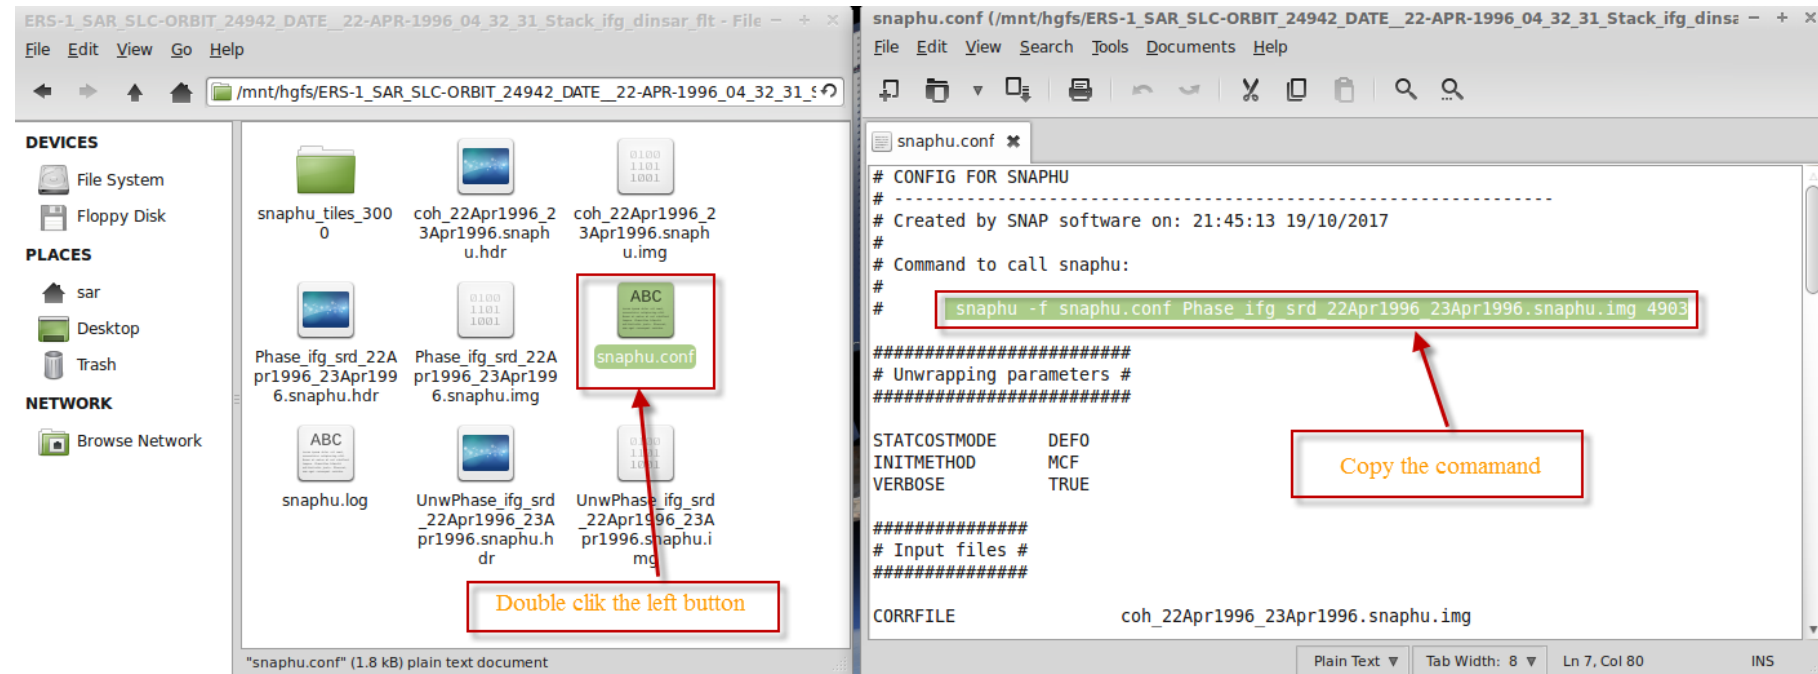 ERS-1_SAR_SLC-ORBIT_24942_DATE__22-APR-1996_04_32_31_Stack_ifg_dinsar_flt - File
File Edit View Go Help
/mnt/hgfs/ERS-1_SAR_SLC-ORBIT_24942_DATE__22-APR-1996_04_32_31_S
DEVICES
File System
Floppy Disk
PLACES
sar
Desktop
Trash
NETWORK
Browse Network
snaphu_tiles_300
0
coh_22Apr1996_2
3Apr1996.snaph
u.hdr
coh_22Apr1996_2
3Apr1996.snaph
u.img
Phase_ifg_srd_22A
pr1996_23Apr199
6.snaphu.hdr
Phase_ifg_srd_22A
pr1996_23Apr199
6.snaphu.img
ABC
snaphu.conf
ABC
snaphu.log
UnwPhase_ifg_srd
_22Apr1996_23A
pr1996.snaphu.h
dr
UnwPhase_ifg_srd
_22Apr1996_23A
pr1996.snaphu.i
mg
0100
1101
1001
0100
1101
1001
Double clik the left button
"snaphu.conf" (1.8 kB) plain text document
snaphu.conf (/mnt/hgfs/ERS-1_SAR_SLC-ORBIT_24942_DATE__22-APR-1996_04_32_31_Stack_ifg_dinsa
File Edit View Search Tools Documents Help
snaphu.conf
# CONFIG FOR SNAPHU
# ----------------------------------------------------------------
# Created by SNAP software on: 21:45:13 19/10/2017
#
# Command to call snaphu:
#
# snaphu -f snaphu.conf Phase_ifg_srd_22Apr1996_23Apr1996.snaphu.img 4903
#########################
# Unwrapping parameters #
#########################
STATCOSTMODE DEFO
INITMETHOD MCF
VERBOSE TRUE
Copy the comamand
###############
# Input files #
###############
CORRFILE coh_22Apr1996_23Apr1996.snaphu.img
Plain Text Tab Width: 8 Ln 7, Col 80 INS